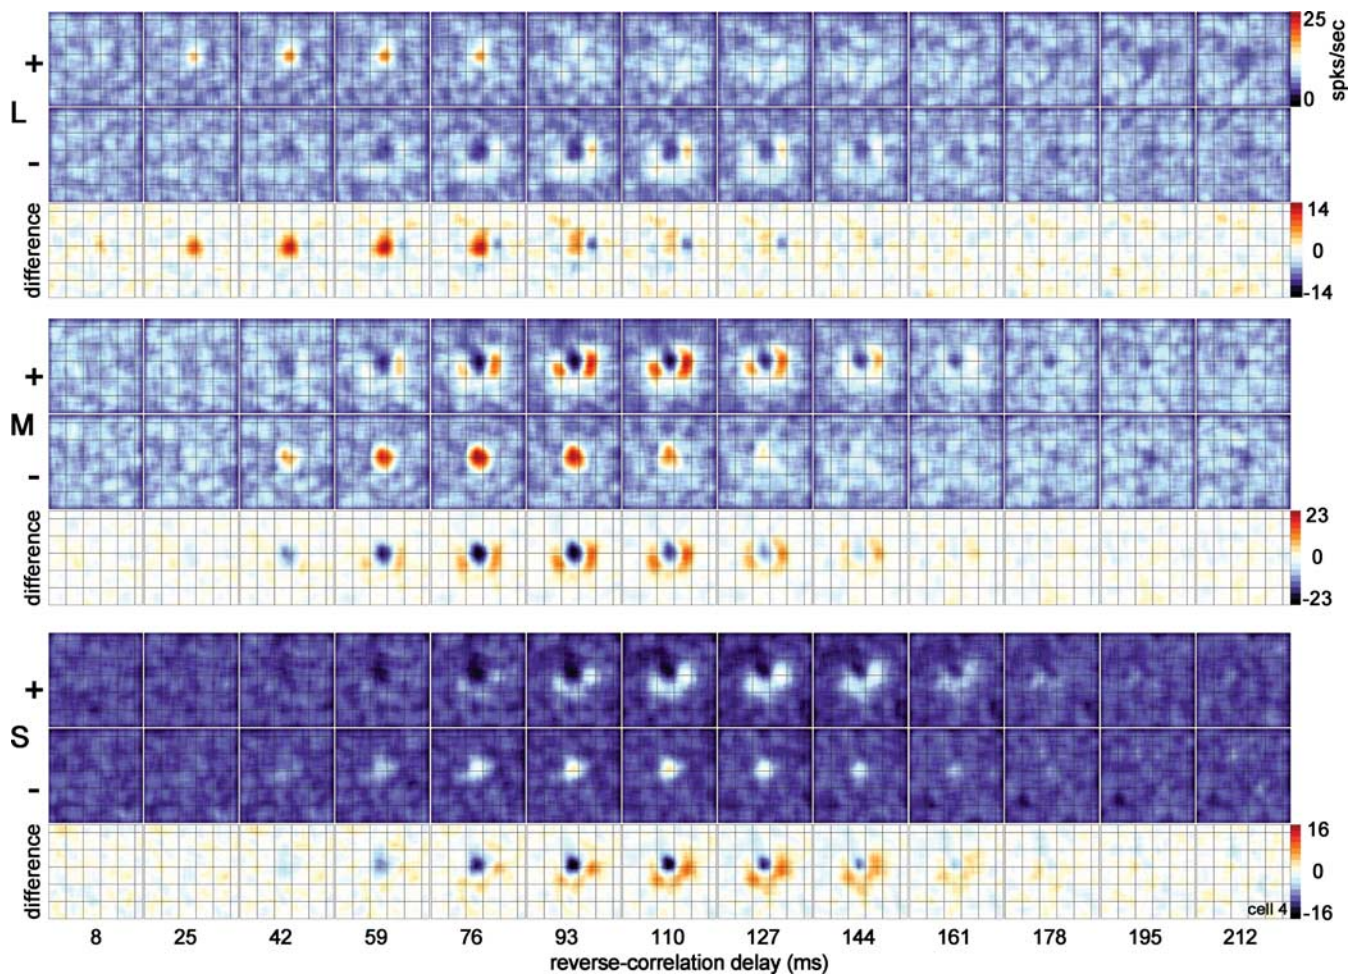 25
+
spks/sec
0
L
-
14
difference
0
-14
+
M
-
23
difference
0
-23
+
S
-
16
difference
0
cell 4
-16
8 25 42 59 76 93 110 127 144 161 178 195 212
reverse-correlation delay (ms)